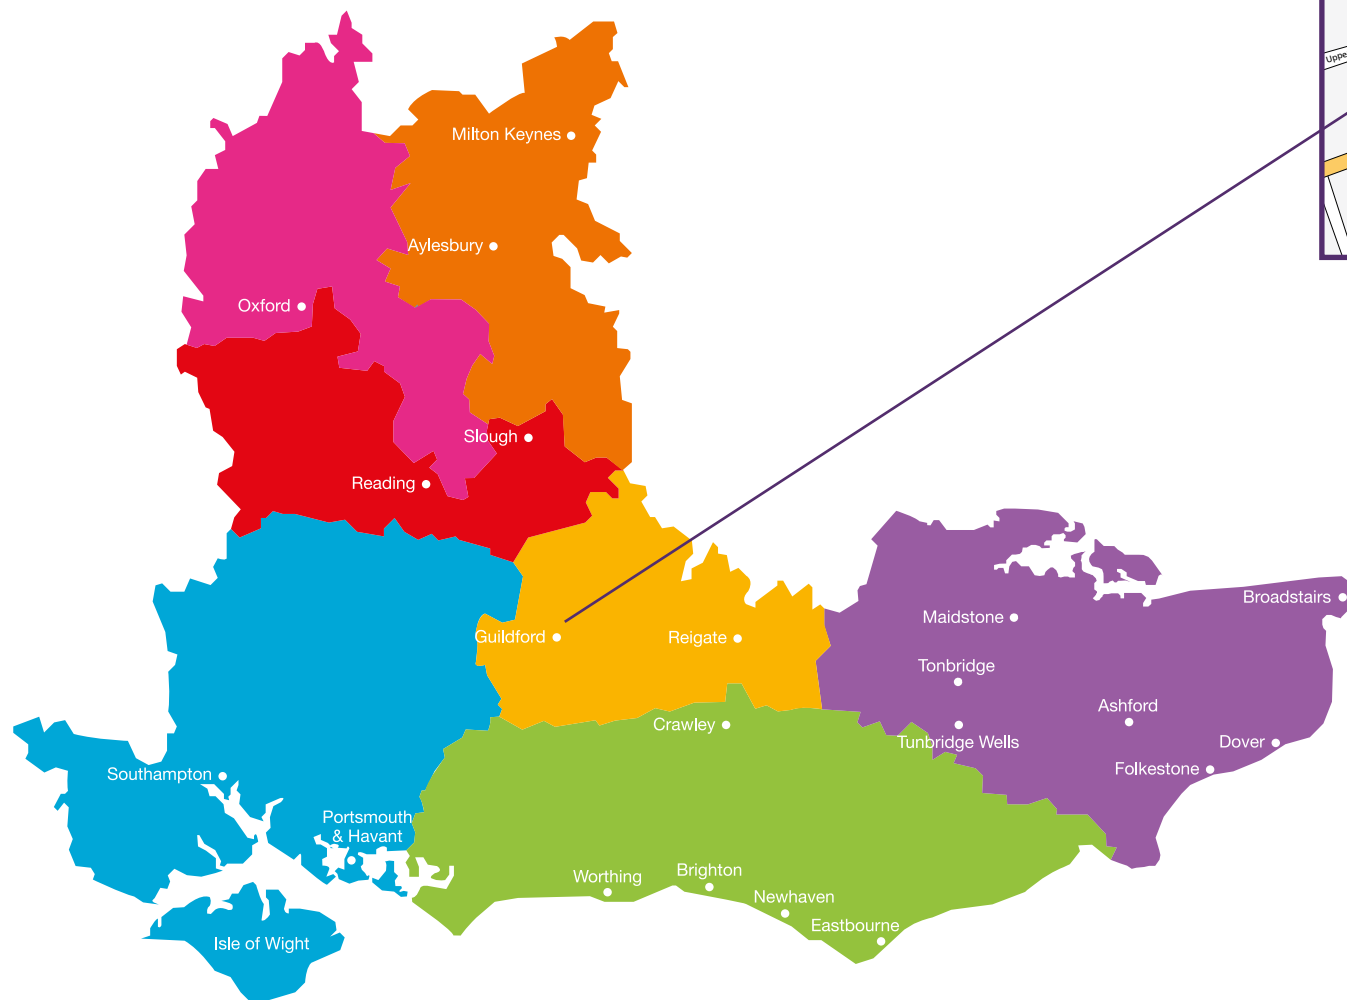 Uppe
Milton Keynes
Aylesbury
Oxford
Slough
Reading
Broadstairs
Maidstone
Guildford
Reigate
Tonbridge
Ashford
Crawley
Tunbridge Wells
Dover
Folkestone
Southampton
Portsmouth
& Havant
Brighton
Worthing
Newhaven
Eastbourne
Isle of Wight